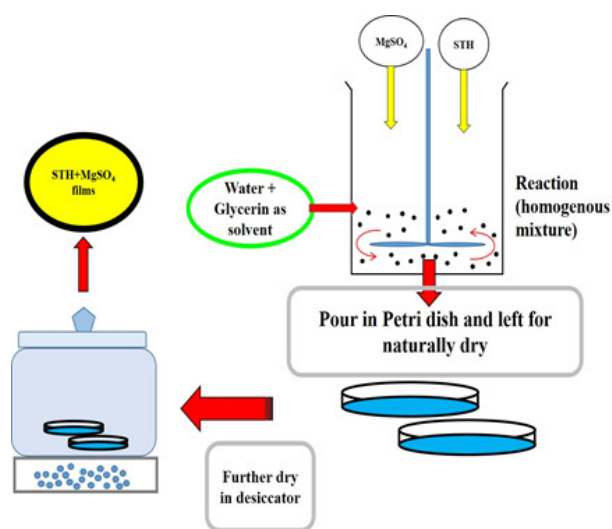 MgSO₄
STH
STH+MgSO₄
films
Water +
Glycerin as
solvent
Reaction
(homogenous
mixture)
Pour in Petri dish and left for
naturally dry
Further dry
in desiccator